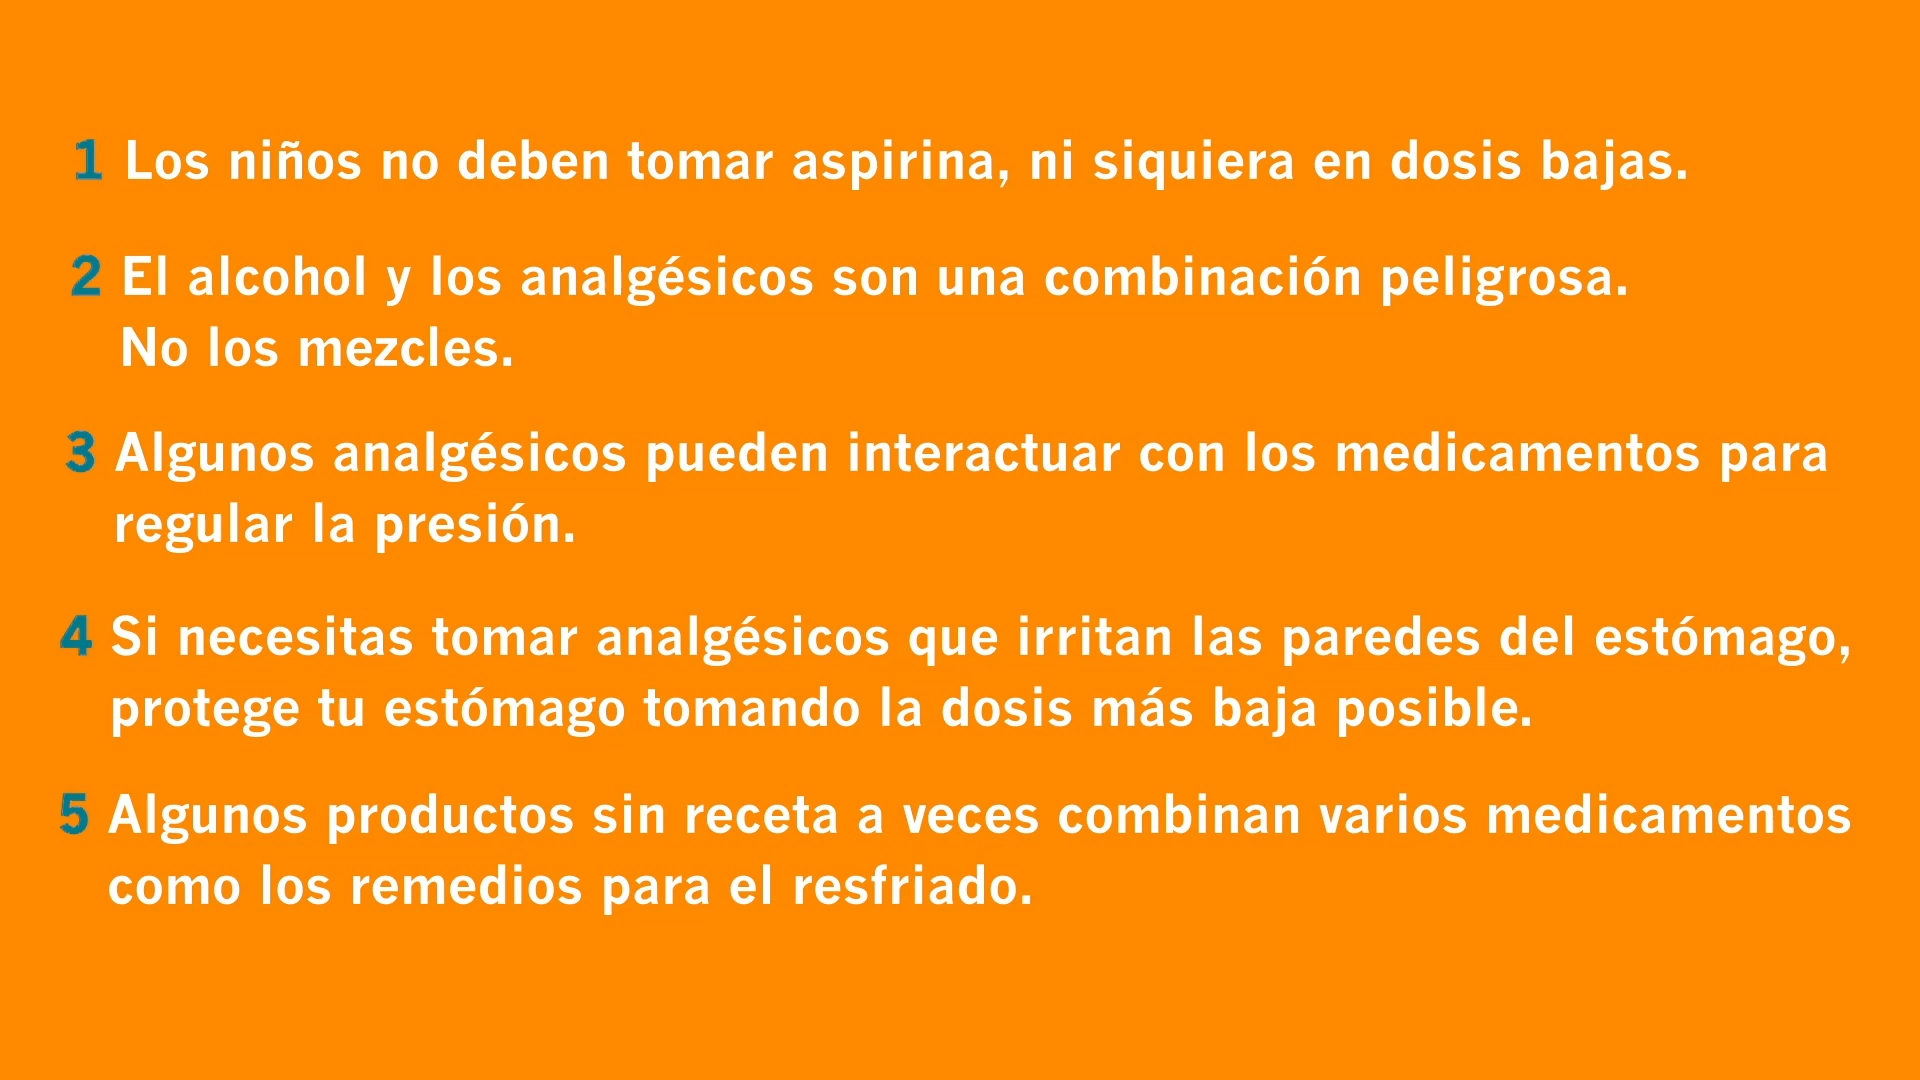 1 Los niños no deben tomar aspirina, ni siquiera en dosis bajas.
2 El alcohol y los analgésicos son una combinación peligrosa.
No los mezcles.
3 Algunos analgésicos pueden interactuar con los medicamentos para
regular la presión.
4 Si necesitas tomar analgésicos que irritan las paredes del estómago,
protege tu estómago tomando la dosis más baja posible.
5 Algunos productos sin receta a veces combinan varios medicamentos
como los remedios para el resfriado.